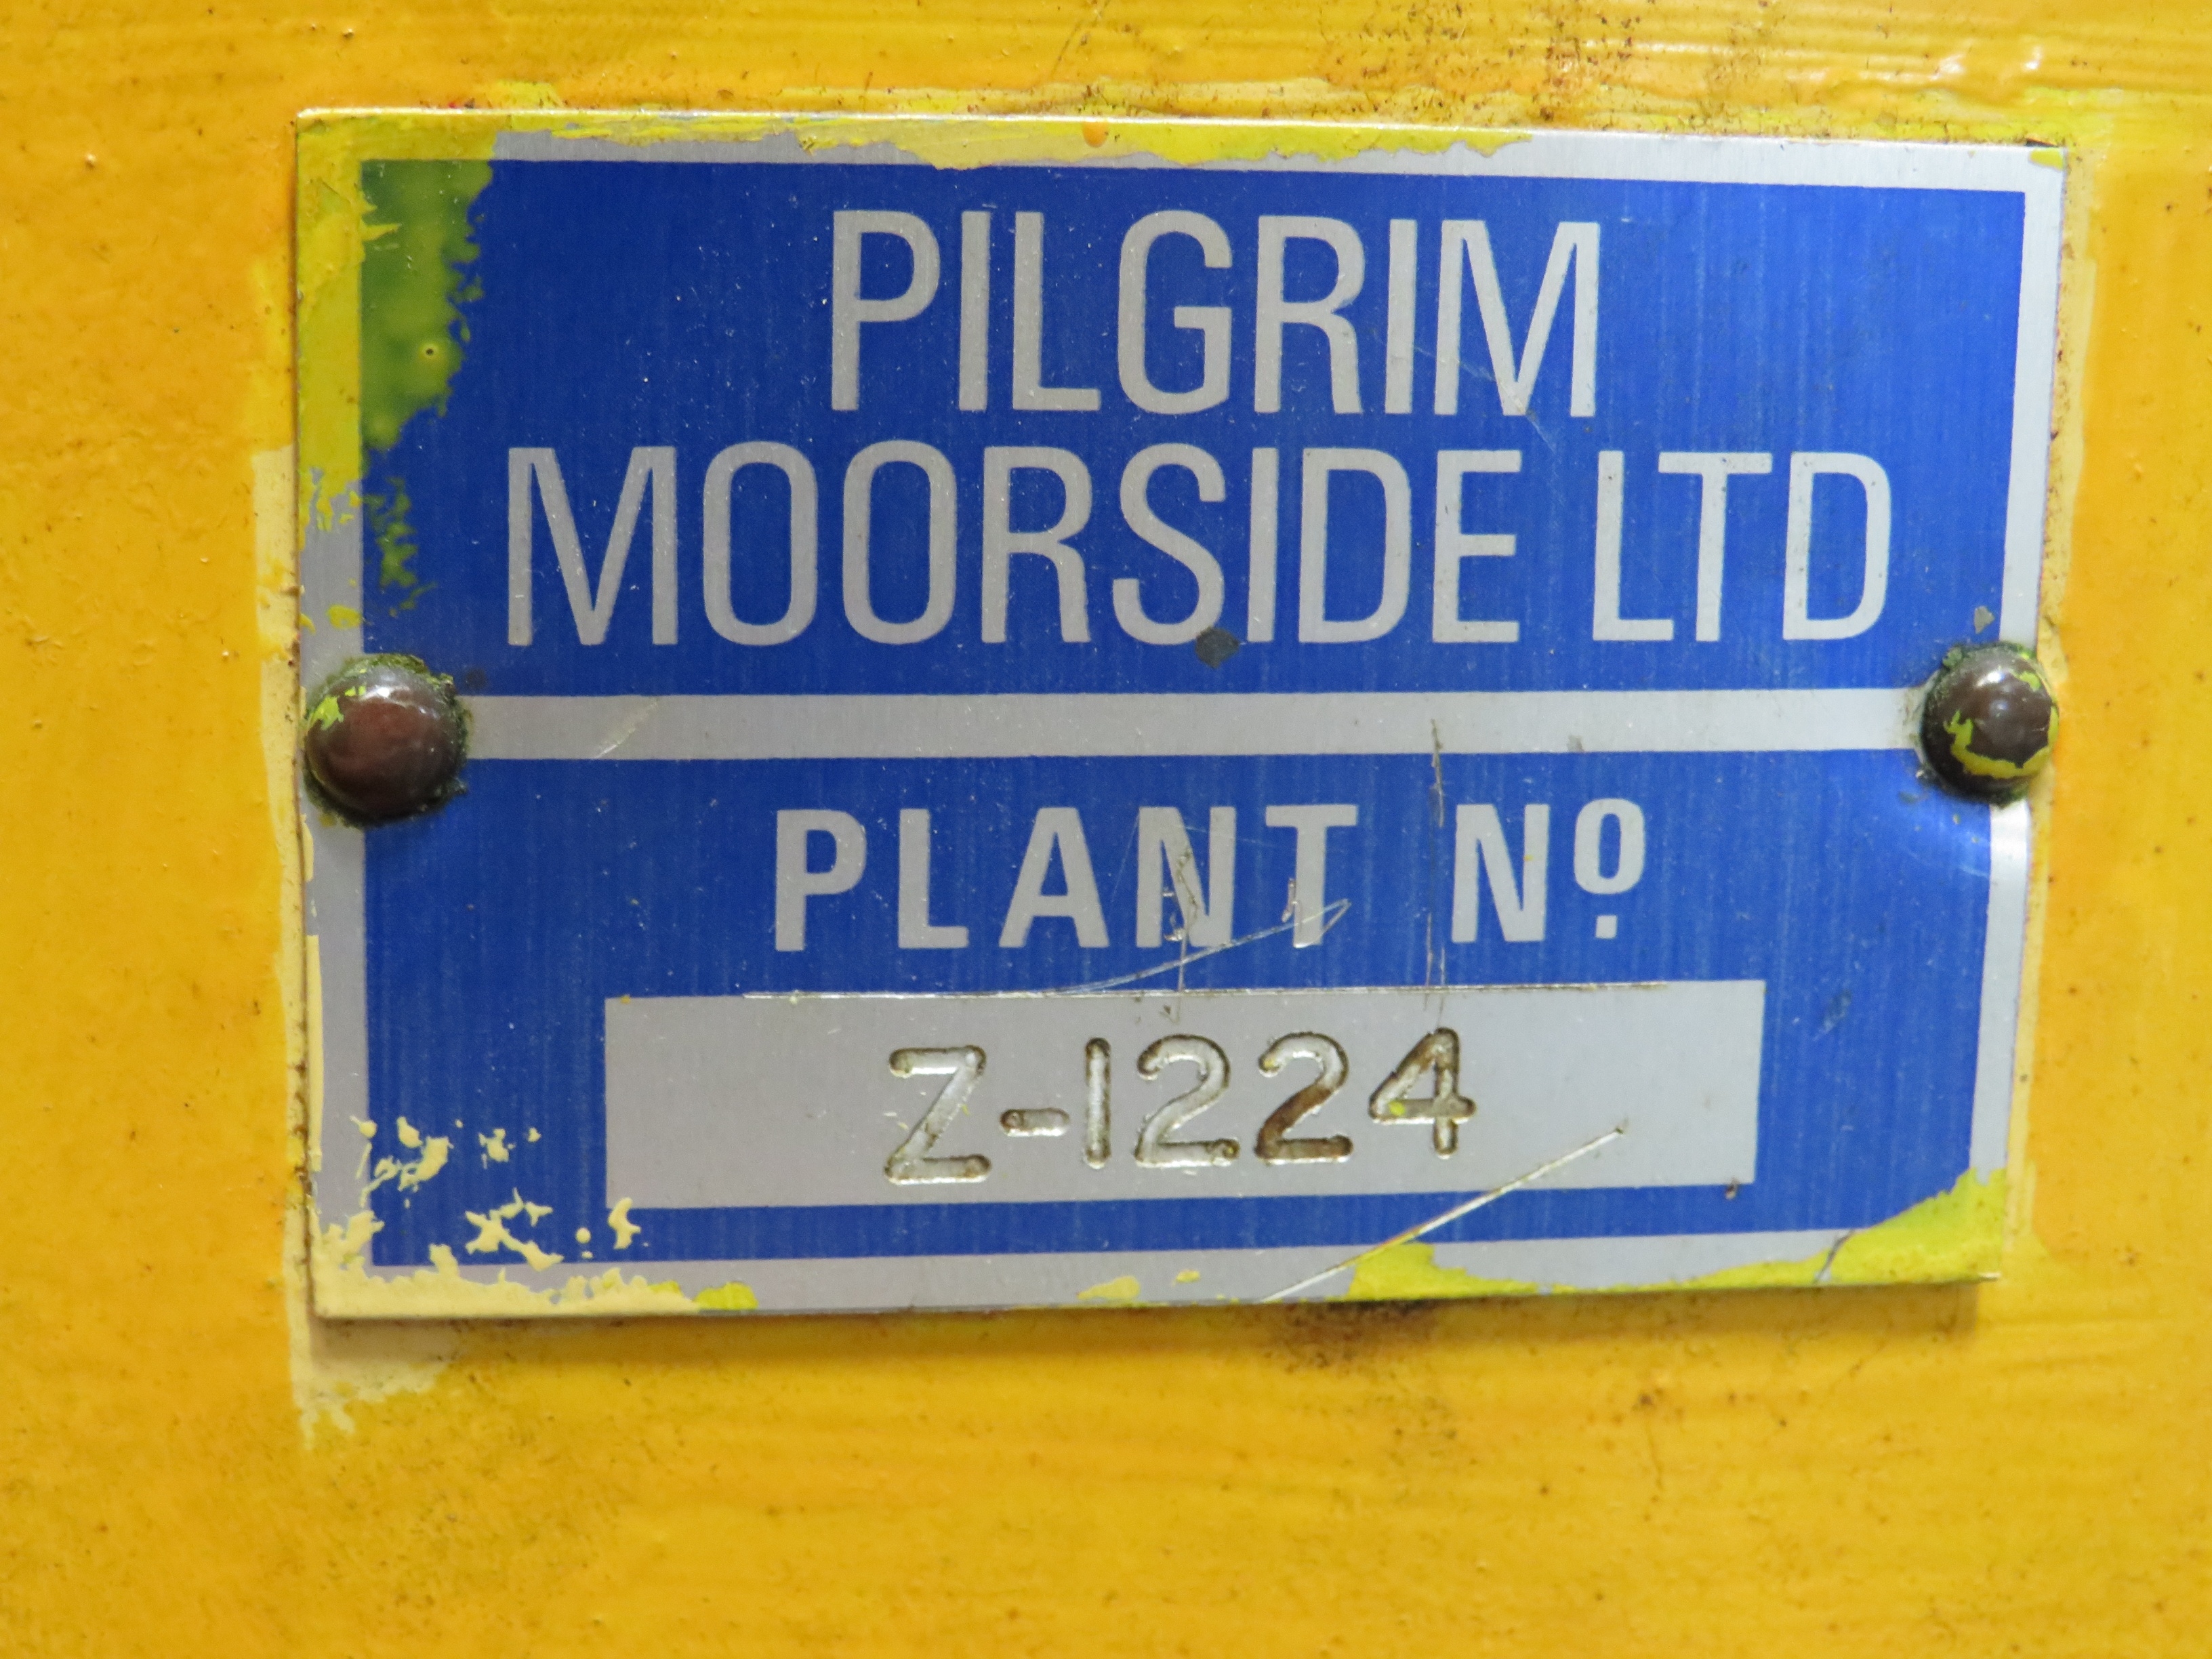 PILGRIM
MOORSIDE LTD
PLANT Nº
Z-1224